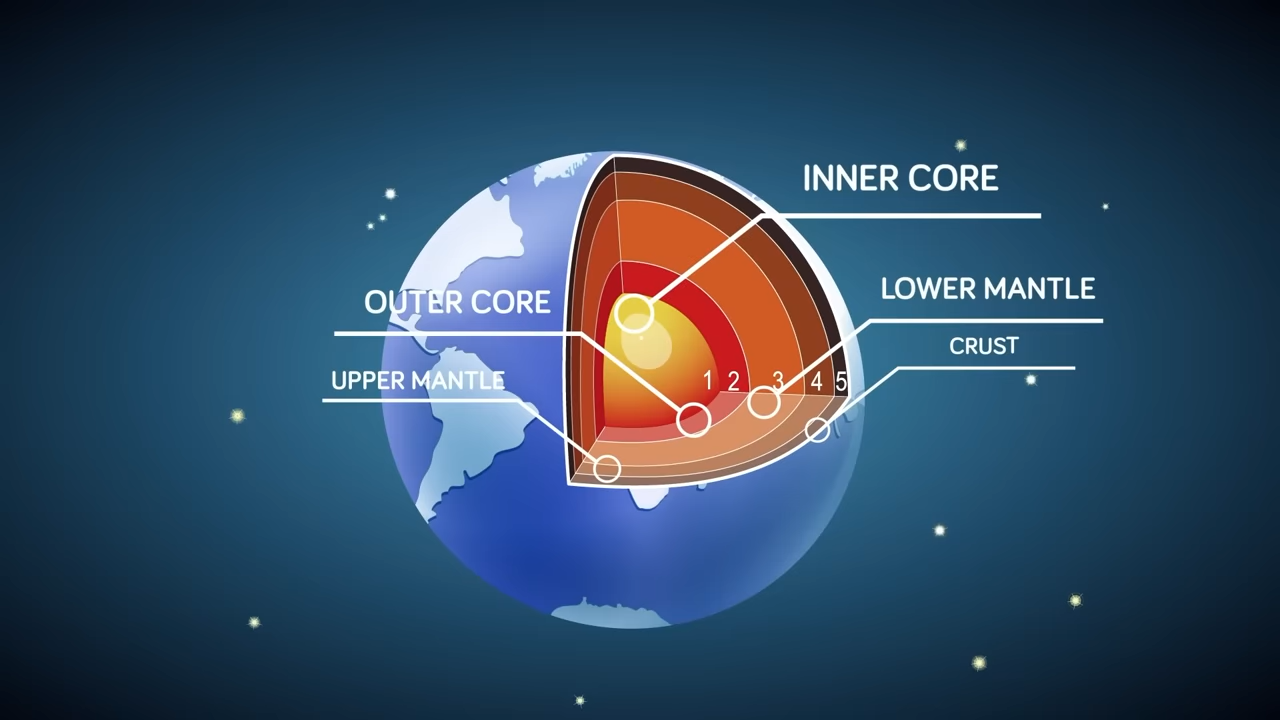 INNER CORE
LOWER MANTLE
OUTER CORE
CRUST
UPPER MANTLE
1 2 3 4 5